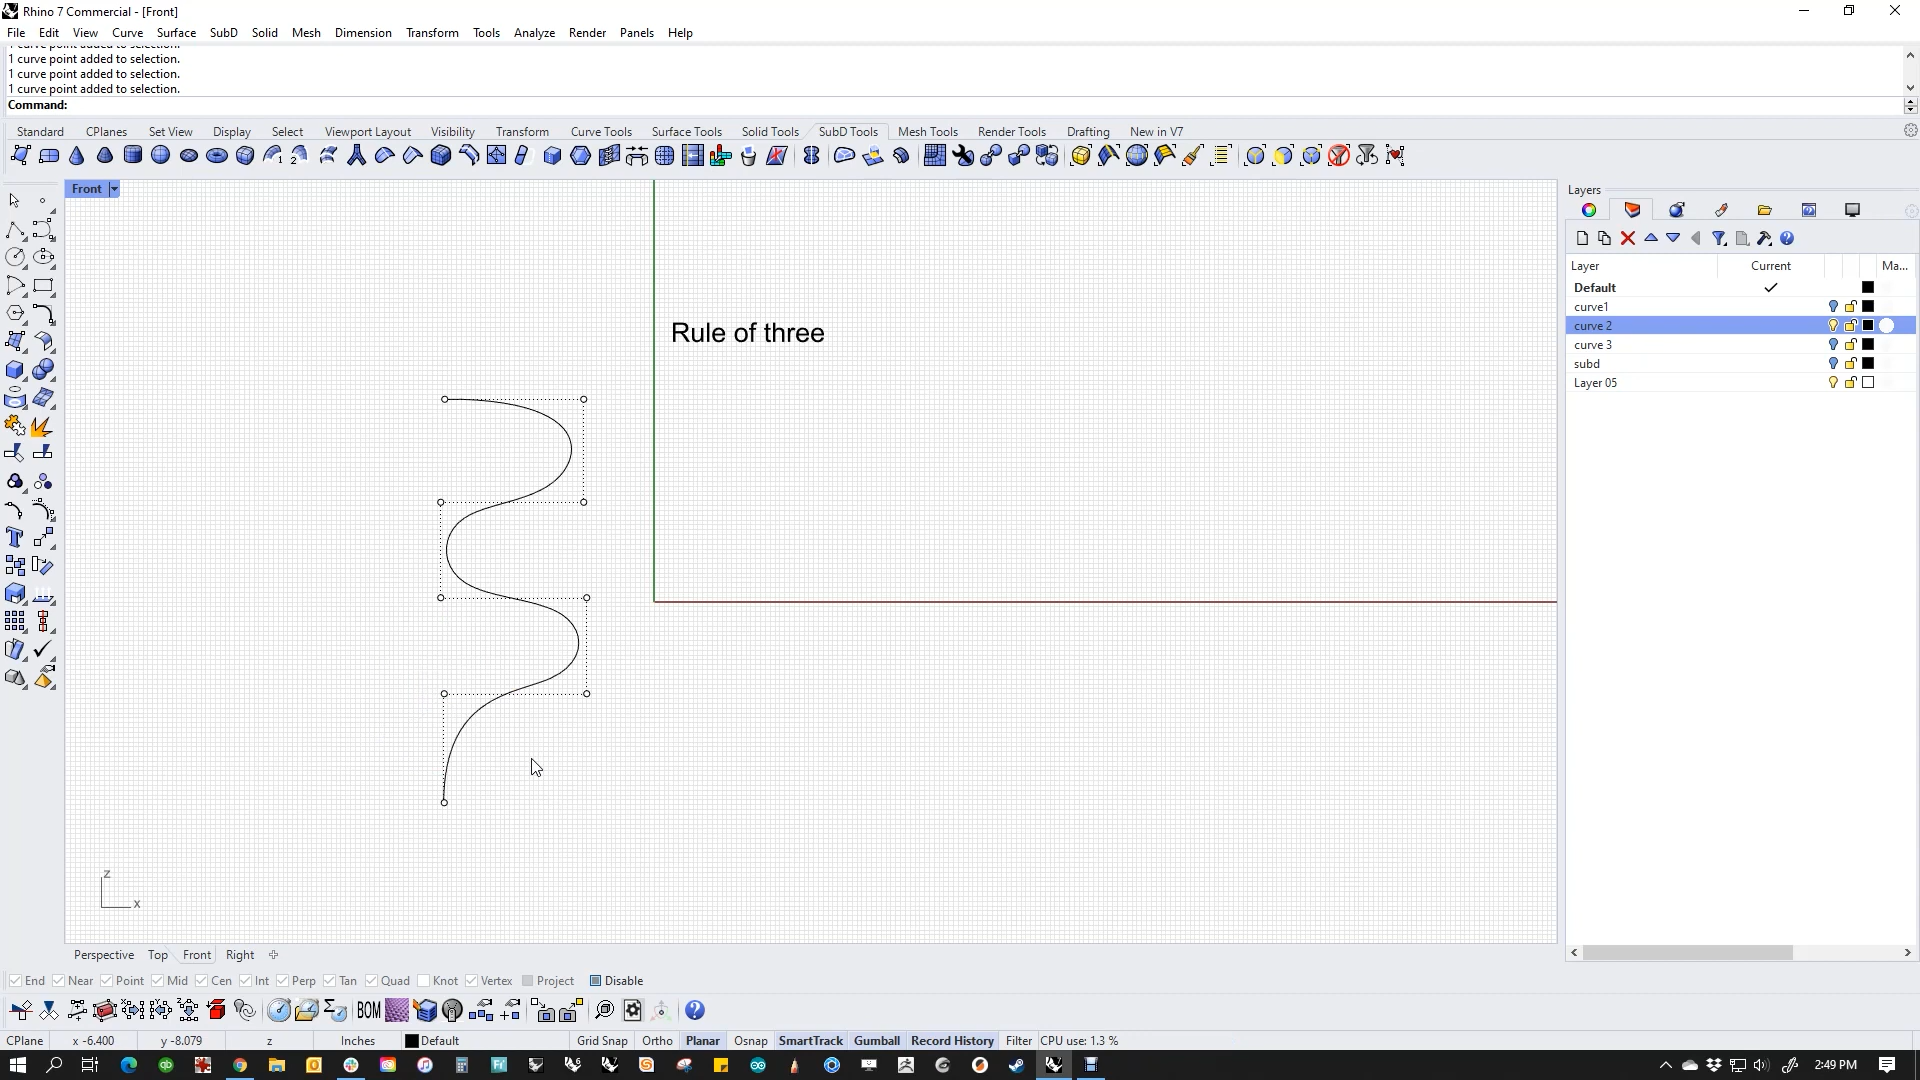 Rhino 7 Commercial - [Front]
File Edit View Curve Surface SubD Solid Mesh Dimension Transform Tools Analyze Render Panels Help
1 curve point added to selection.
1 curve point added to selection.
1 curve point added to selection.
1 curve point added to selection.
Command:
Standard CPlanes Set View Display Select Viewport Layout Visibility Transform Curve Tools Surface Tools Solid Tools SubD Tools Mesh Tools Render Tools Drafting New in V7
Front
Layers
Layer Current Ma...
Default
curve1
curve 2
curve 3
subd
Layer 05
Rule of three
z
x
Perspective Top Front Right
End Near Point Mid Cen Int Perp Tan Quad Knot Vertex Project Disable
BOM
CPlane x -6.400 y -8.079 z Inches Default Grid Snap Ortho Planar Osnap SmartTrack Gumball Record History Filter CPU use: 1.3 %
2:49 PM